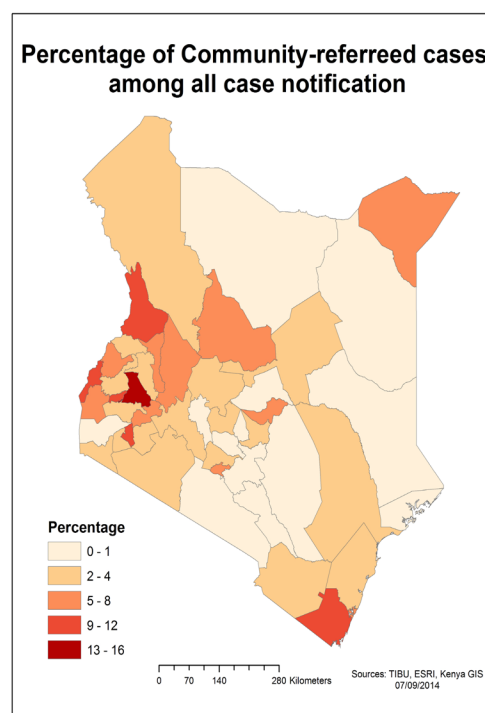 Percentage of Community-referreed cases
among all case notification
Percentage
0 - 1
2 - 4
5 - 8
9 - 12
13 - 16
0 70 140 280 Kilometers
Sources: TIBU, ESRI, Kenya GIS
07/09/2014